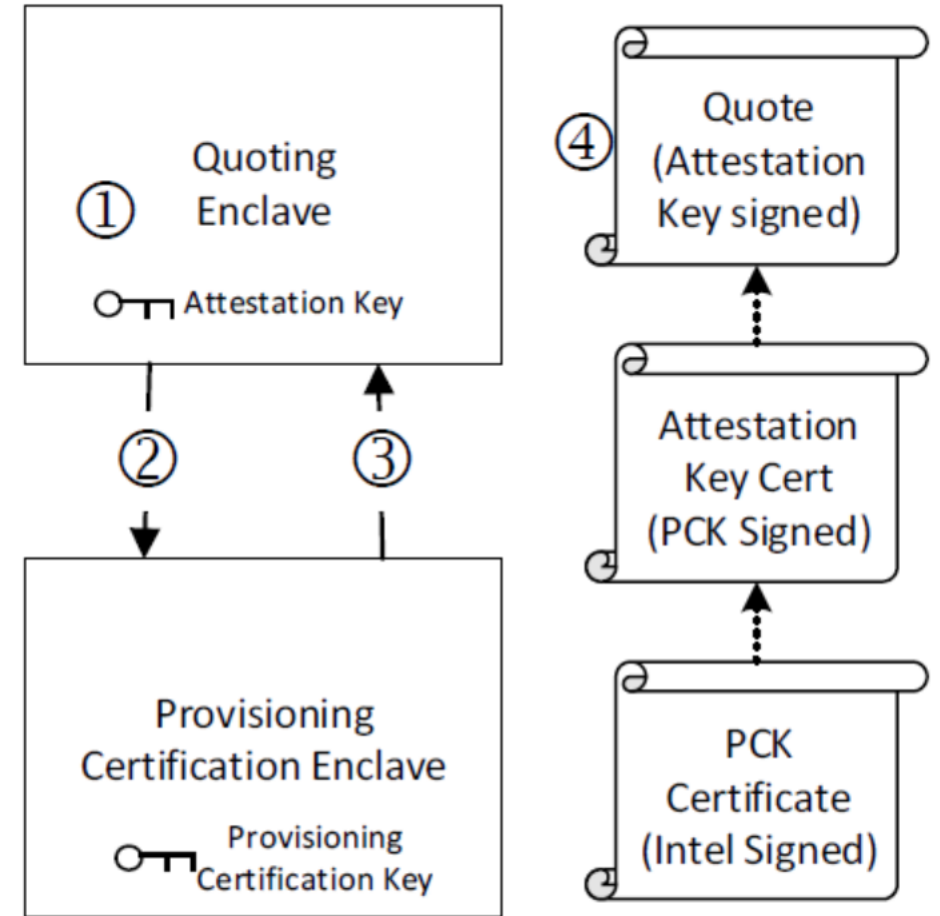 Quoting
Enclave
①
Attestation Key
②
③
Provisioning
Certification Enclave
Provisioning
Certification Key
④
Quote
(Attestation
Key signed)
Attestation
Key Cert
(PCK Signed)
PCK
Certificate
(Intel Signed)